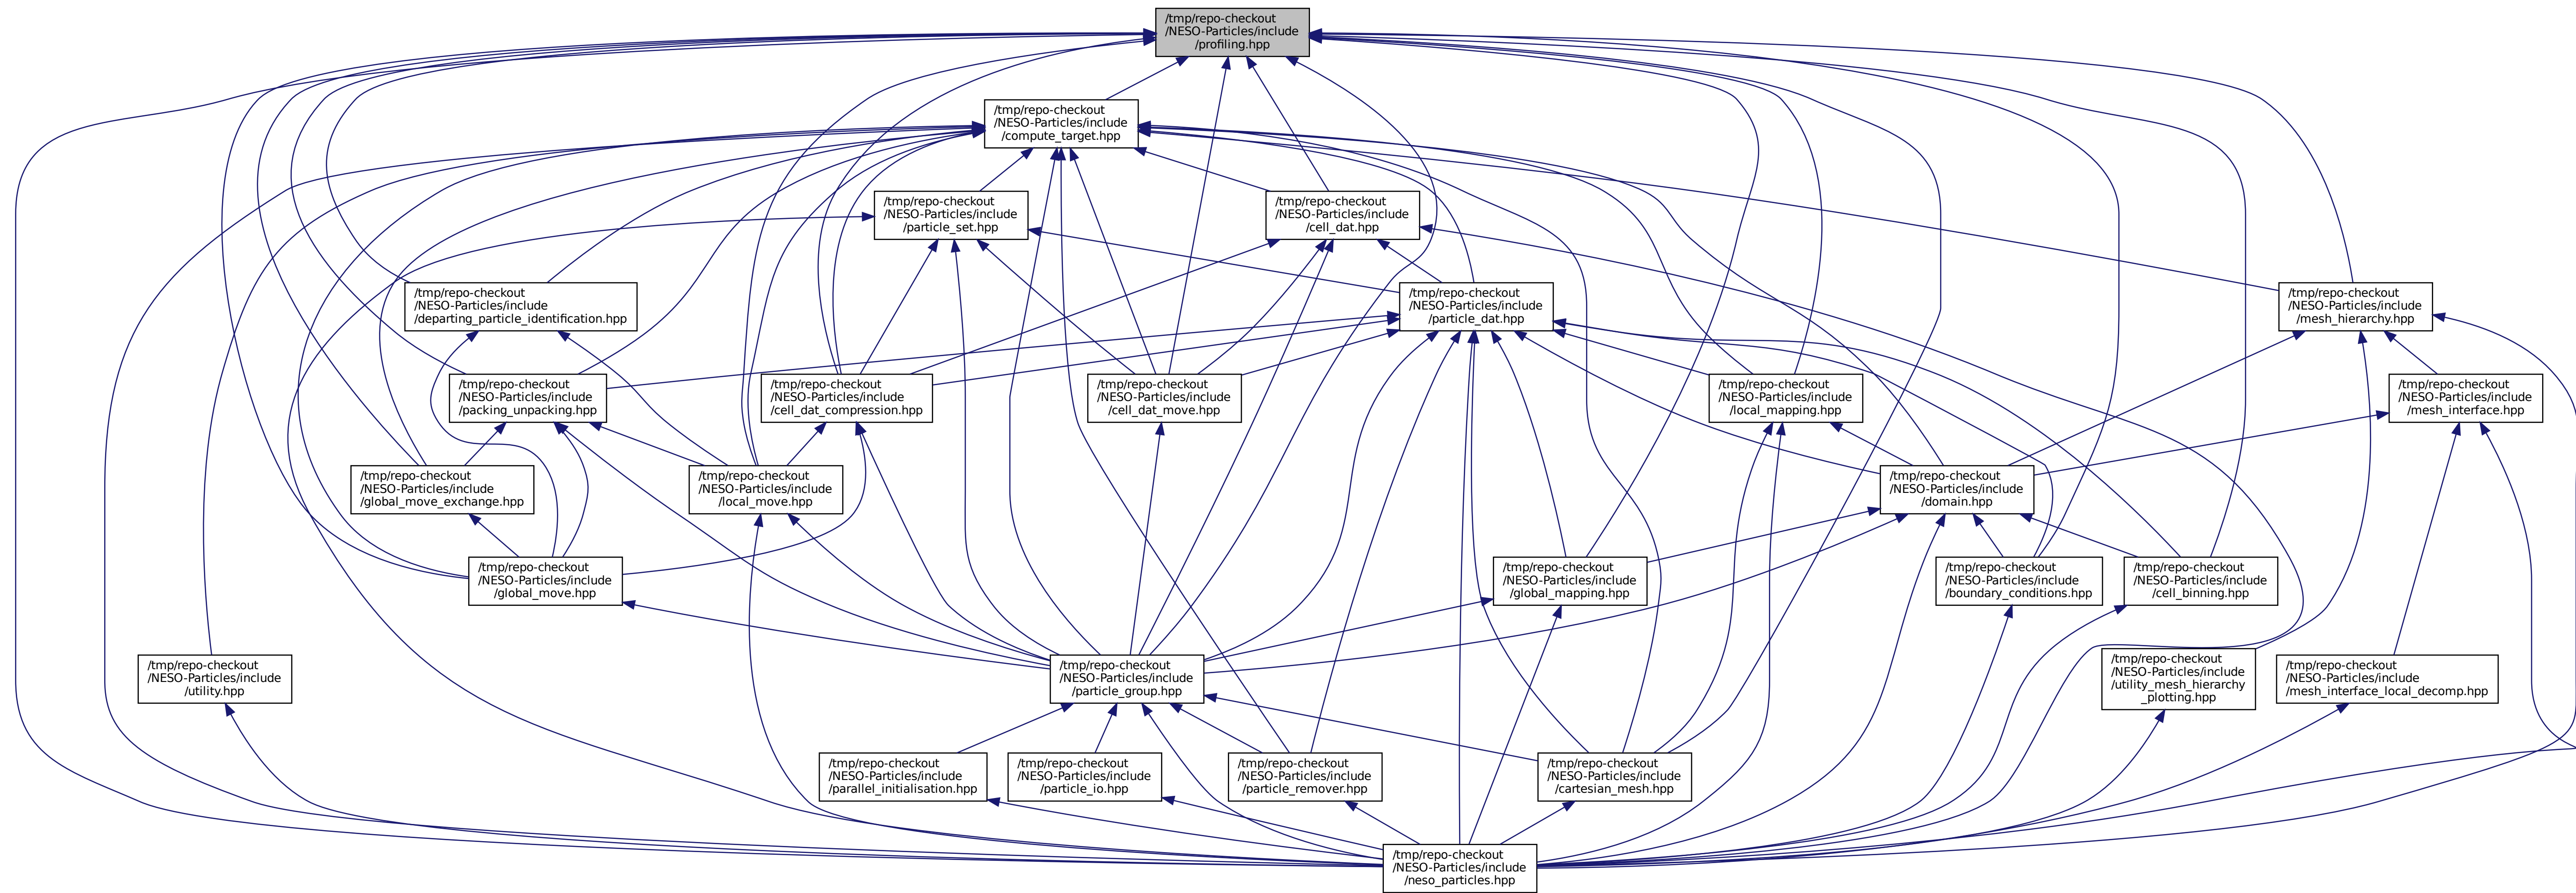 /tmp/repo-checkout
/NESO-Particles/include
/profiling.hpp
/tmp/repo-checkout
/NESO-Particles/include
/compute_target.hpp
/tmp/repo-checkout
/NESO-Particles/include
/particle_set.hpp
/tmp/repo-checkout
/NESO-Particles/include
/cell_dat.hpp
/tmp/repo-checkout
/NESO-Particles/include
/departing_particle_identification.hpp
/tmp/repo-checkout
/NESO-Particles/include
/particle_dat.hpp
/tmp/repo-checkout
/NESO-Particles/include
/mesh_hierarchy.hpp
/tmp/repo-checkout
/NESO-Particles/include
/packing_unpacking.hpp
/tmp/repo-checkout
/NESO-Particles/include
/cell_dat_compression.hpp
/tmp/repo-checkout
/NESO-Particles/include
/cell_dat_move.hpp
/tmp/repo-checkout
/NESO-Particles/include
/local_mapping.hpp
/tmp/repo-checkout
/NESO-Particles/include
/mesh_interface.hpp
/tmp/repo-checkout
/NESO-Particles/include
/global_move_exchange.hpp
/tmp/repo-checkout
/NESO-Particles/include
/local_move.hpp
/tmp/repo-checkout
/NESO-Particles/include
/domain.hpp
/tmp/repo-checkout
/NESO-Particles/include
/global_move.hpp
/tmp/repo-checkout
/NESO-Particles/include
/global_mapping.hpp
/tmp/repo-checkout
/NESO-Particles/include
/boundary_conditions.hpp
/tmp/repo-checkout
/NESO-Particles/include
/cell_binning.hpp
/tmp/repo-checkout
/NESO-Particles/include
/utility.hpp
/tmp/repo-checkout
/NESO-Particles/include
/particle_group.hpp
/tmp/repo-checkout
/NESO-Particles/include
/utility_mesh_hierarchy
_plotting.hpp
/tmp/repo-checkout
/NESO-Particles/include
/mesh_interface_local_decomp.hpp
/tmp/repo-checkout
/NESO-Particles/include
/parallel_initialisation.hpp
/tmp/repo-checkout
/NESO-Particles/include
/particle_io.hpp
/tmp/repo-checkout
/NESO-Particles/include
/particle_remover.hpp
/tmp/repo-checkout
/NESO-Particles/include
/cartesian_mesh.hpp
/tmp/repo-checkout
/NESO-Particles/include
/neso_particles.hpp